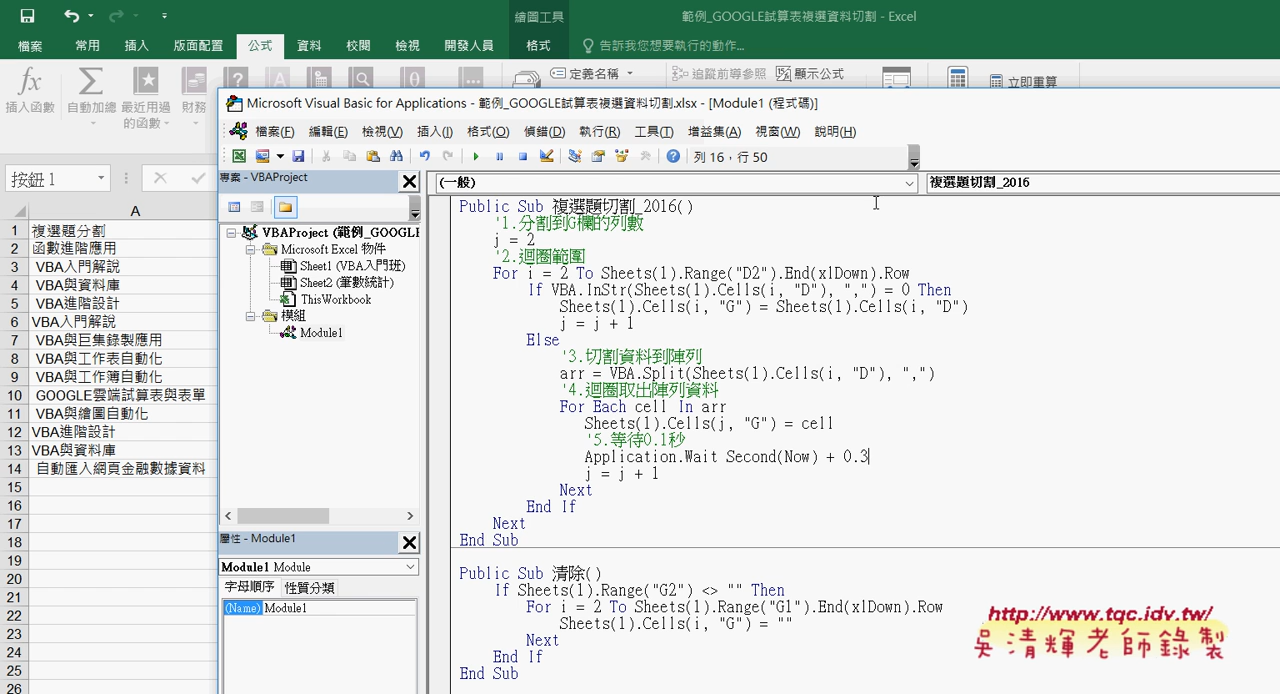 繪圖工具
範例_GOOGLE試算表複選資料切割 - Excel
檔案 常用 插入 版面配置 公式 資料 校閱 檢視 開發人員 格式 告訴我您想要執行的動作...
fx Σ ? A θ 定義名稱 追蹤前導參照 顯示公式
插入函數 自動加總 最近用過的函數 財務 立即重算
Microsoft Visual Basic for Applications - 範例_GOOGLE試算表複選資料切割.xlsx - [Module1 (程式碼)]
檔案(F) 編輯(E) 檢視(V) 插入(I) 格式(O) 偵錯(D) 執行(R) 工具(T) 增益集(A) 視窗(W) 說明(H)
列 16，行 50
按鈕 1
專案 - VBAProject
(一般)
複選題切割_2016
A
1 複選題分割
2 函數進階應用
3 VBA入門解說
4 VBA與資料庫
5 VBA進階設計
6 VBA入門解說
7 VBA與巨集錄製應用
8 VBA與工作表自動化
9 VBA與工作簿自動化
10 GOOGLE雲端試算表與表單
11 VBA與繪圖自動化
12 VBA進階設計
13 VBA與資料庫
14 自動匯入網頁金融數據資料
15
16
17
18
19
20
21
22
23
24
25
26
VBAProject (範例_GOOGLE
Microsoft Excel 物件
Sheet1 (VBA入門班)
Sheet2 (筆數統計)
ThisWorkbook
模組
Module1
屬性 - Module1
Module1 Module
字母順序 性質分類
(Name) Module1
Public Sub 複選題切割_2016()
'1.分割到G欄的列數
j = 2
'2.迴圈範圍
For i = 2 To Sheets(1).Range("D2").End(xlDown).Row
If VBA.InStr(Sheets(1).Cells(i, "D"), ",") = 0 Then
Sheets(1).Cells(i, "G") = Sheets(1).Cells(i, "D")
j = j + 1
Else
'3.切割資料到陣列
arr = VBA.Split(Sheets(1).Cells(i, "D"), ",")
'4.迴圈取出陣列資料
For Each cell In arr
Sheets(1).Cells(j, "G") = cell
'5.等待0.1秒
Application.Wait Second(Now) + 0.3
j = j + 1
Next
End If
Next
End Sub
Public Sub 清除()
If Sheets(1).Range("G2") <> "" Then
For i = 2 To Sheets(1).Range("G1").End(xlDown).Row
Sheets(1).Cells(i, "G") = ""
Next
End If
End Sub
http://www.tqc.idv.tw/
吳清輝老師錄製